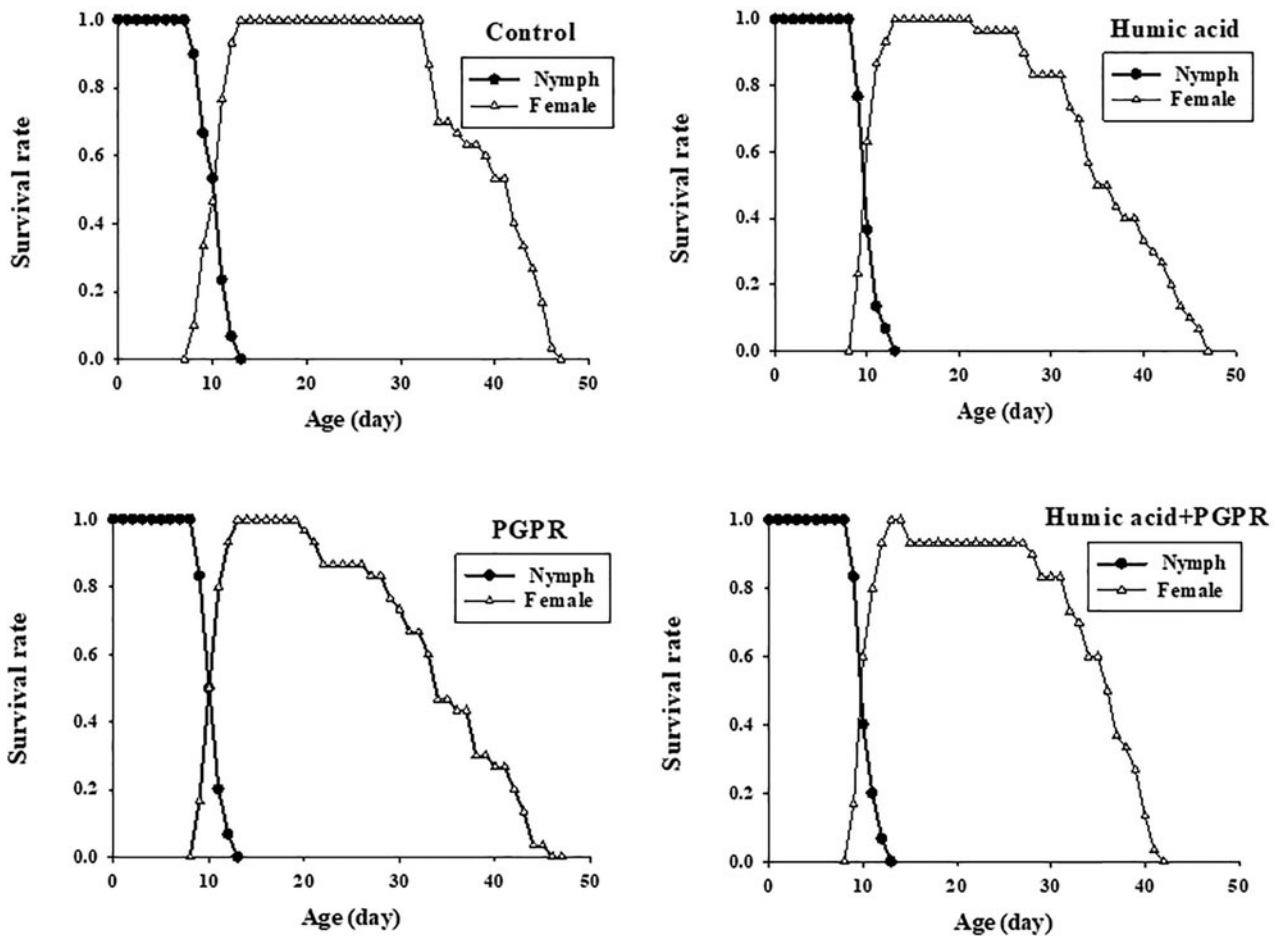 Control
Nymph
Female
1.0
0.8
0.6
0.4
0.2
0.0
Survival rate
0 10 20 30 40 50
Age (day)
Humic acid
Nymph
Female
1.0
0.8
0.6
0.4
0.2
0.0
Survival rate
0 10 20 30 40 50
Age (day)
PGPR
Nymph
Female
1.0
0.8
0.6
0.4
0.2
0.0
Survival rate
0 10 20 30 40 50
Age (day)
Humic acid+PGPR
Nymph
Female
1.0
0.8
0.6
0.4
0.2
0.0
Survival rate
0 10 20 30 40 50
Age (day)